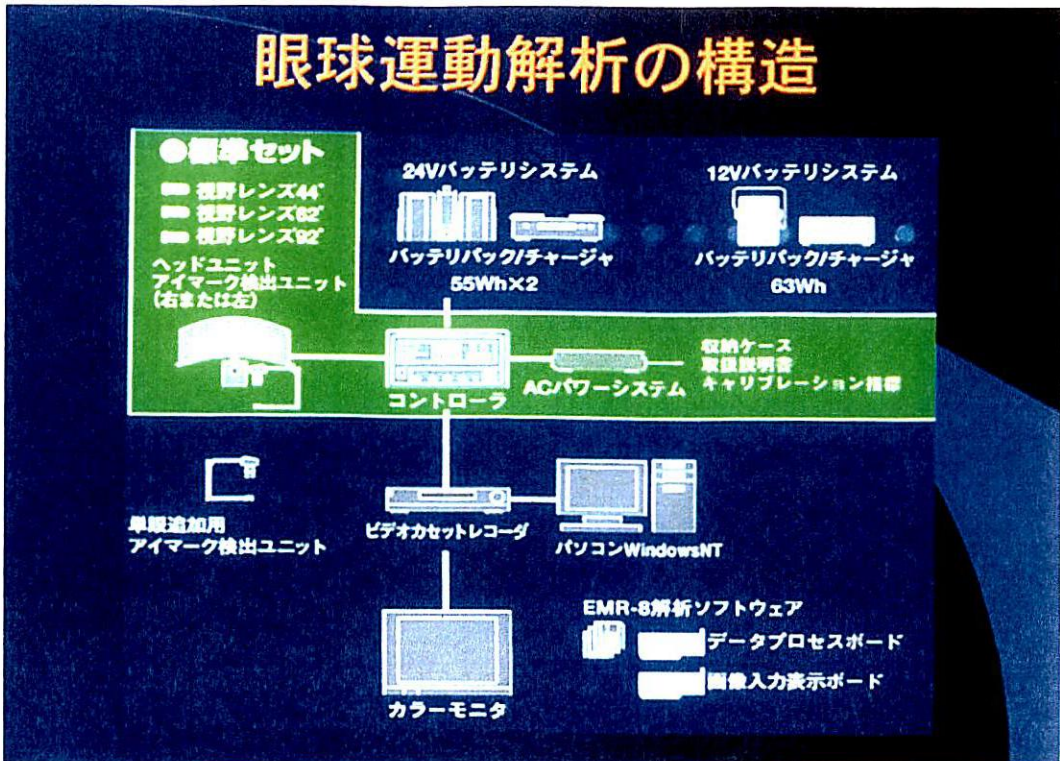 眼球運動解析の構造
●標準セット
視野レンズ44°
視野レンズ62°
視野レンズ92°
ヘッドユニット
アイマーク検出ユニット
(右または左)
24Vバッテリシステム
バッテリパック/チャージャ
55Wh×2
12Vバッテリシステム
バッテリパック/チャージャ
63Wh
コントローラ
ACパワーシステム
収納ケース
取扱説明書
キャリブレーション指標
単眼追加用
アイマーク検出ユニット
ビデオカセットレコーダ
パソコンWindowsNT
カラーモニタ
EMR-8解析ソフトウェア
データプロセスボード
画像入力表示ボード